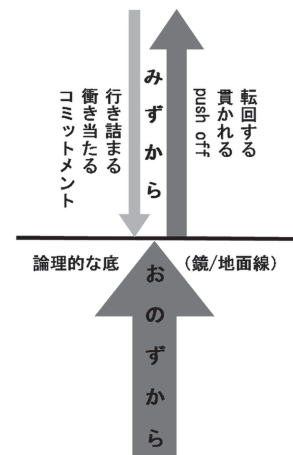 転回する
貫かれる
push off
みずから
行き詰まる
衝き当たる
コミットメント
論理的な底
(鏡/地面線)
おのずから